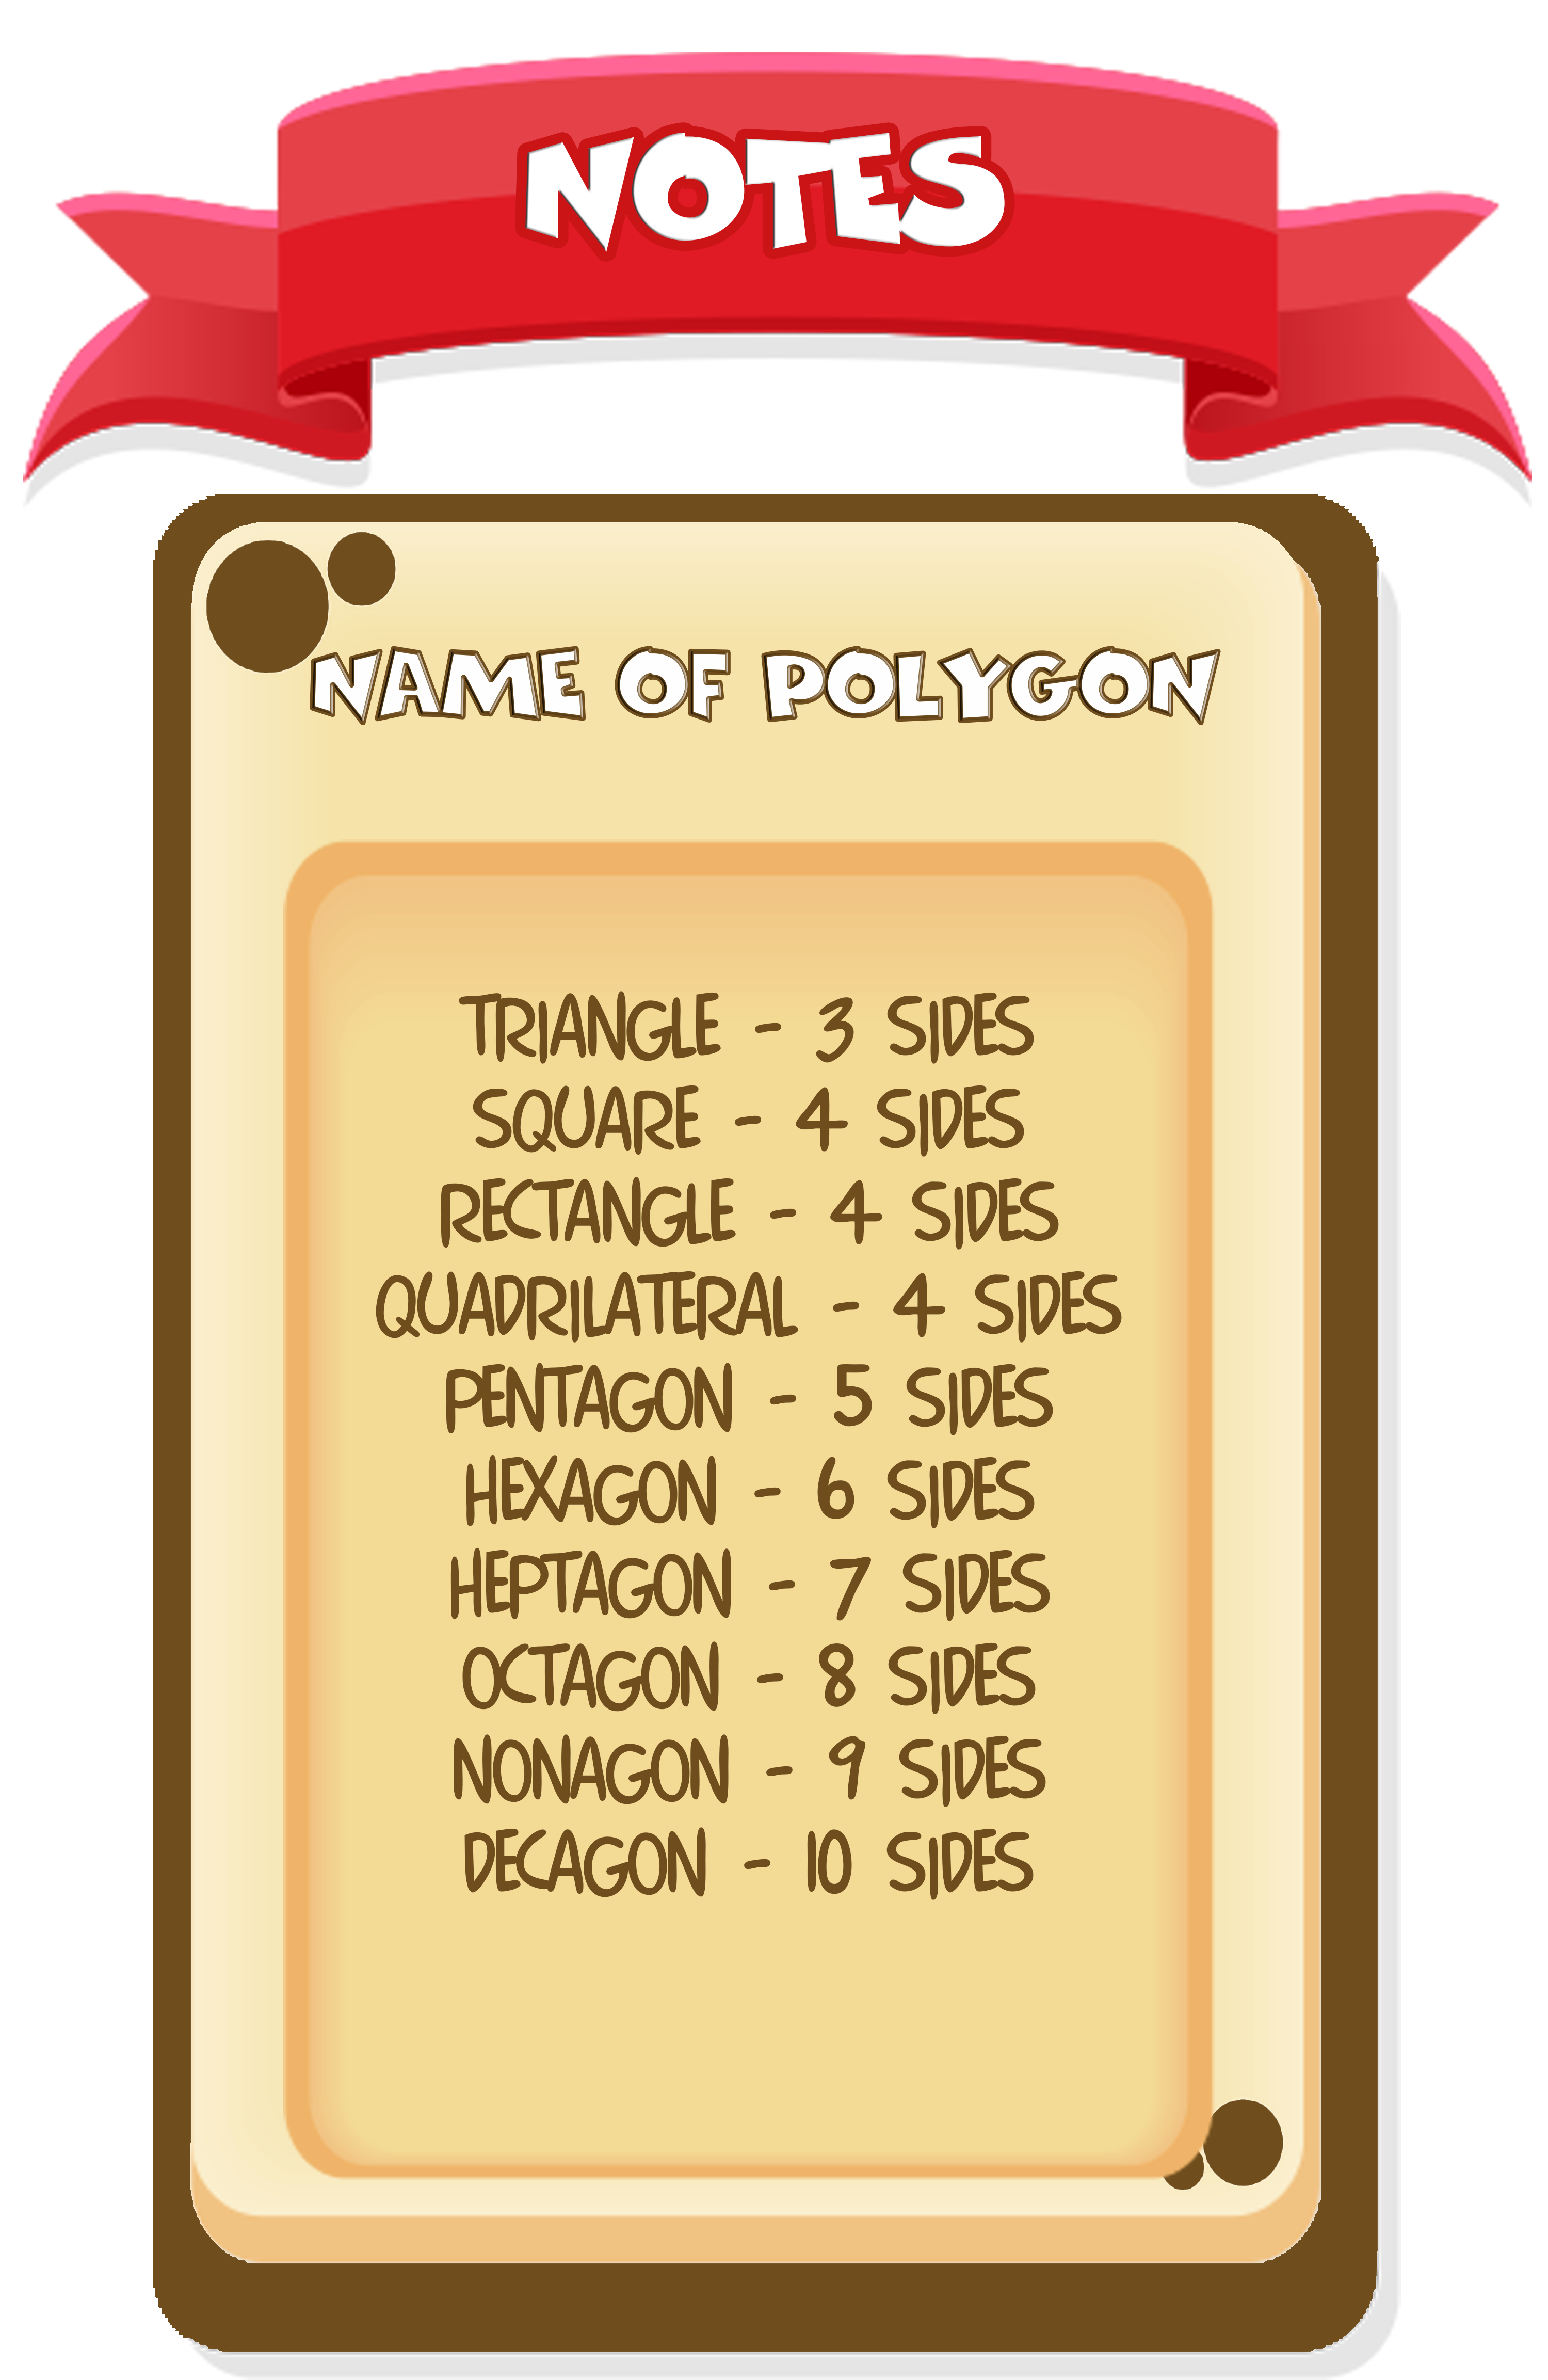 NOTES
NAME OF POLYGON
TRIANGLE - 3 SIDES
SQUARE - 4 SIDES
RECTANGLE - 4 SIDES
QUADRILATERAL - 4 SIDES
PENTAGON - 5 SIDES
HEXAGON - 6 SIDES
HEPTAGON - 7 SIDES
OCTAGON - 8 SIDES
NONAGON - 9 SIDES
DECAGON - 10 SIDES